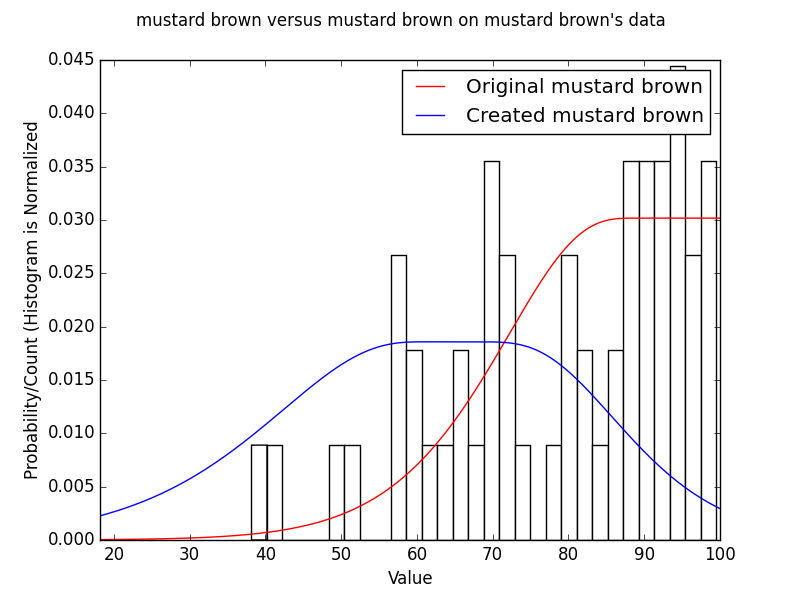 mustard brown versus mustard brown on mustard brown's data
0.045
0.040
0.035
0.030
0.025
0.020
0.015
0.010
0.005
0.000
Probability/Count (Histogram is Normalized
Original mustard brown
Created mustard brown
20 30 40 50 60 70 80 90 100
Value